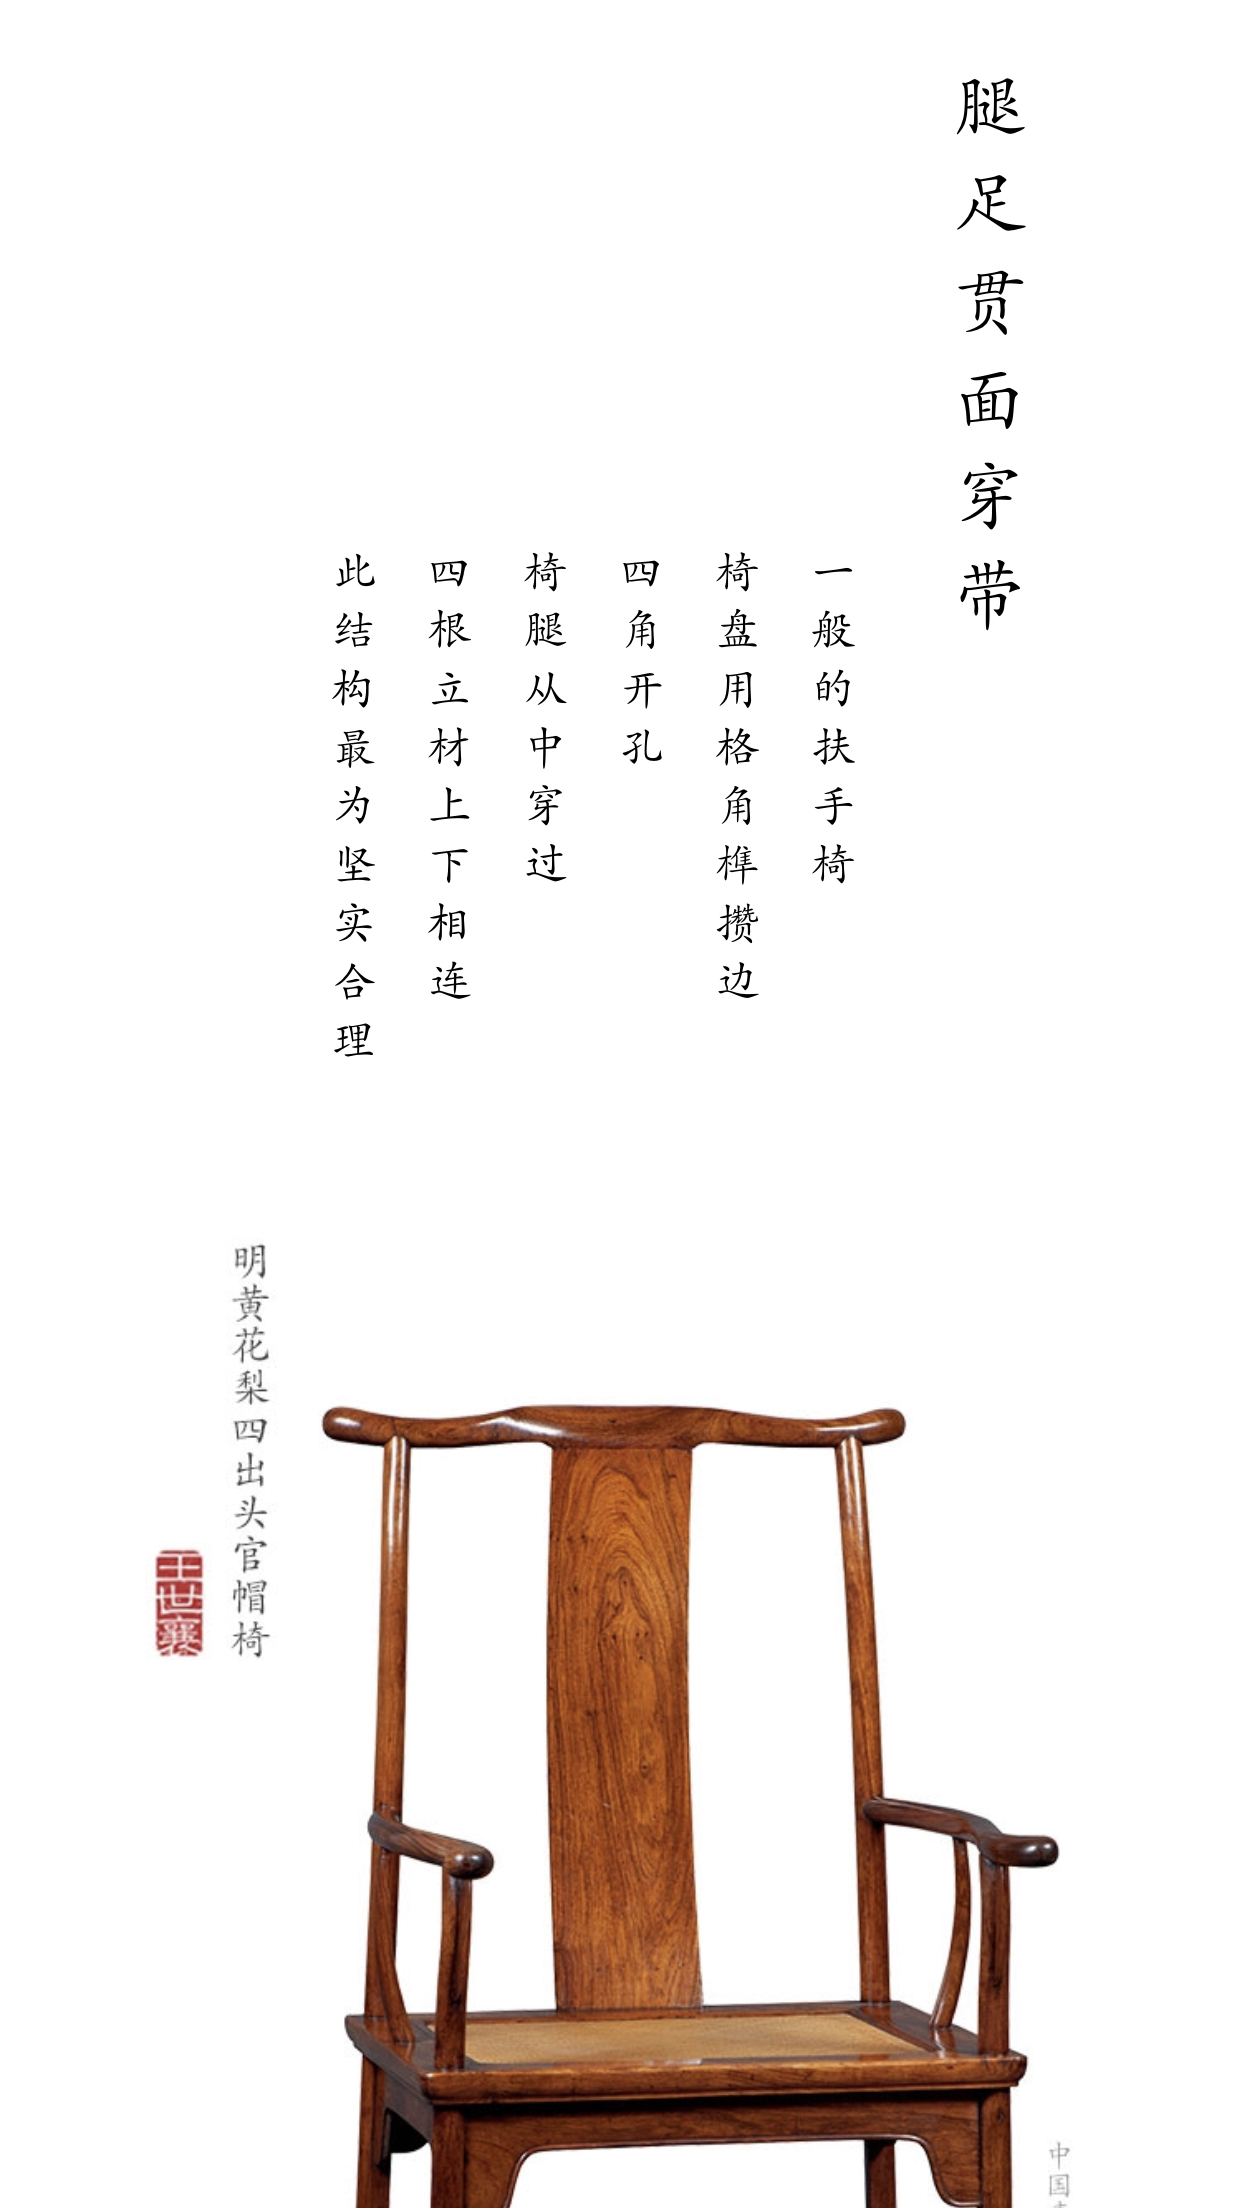 腿足贯面穿带
一般的扶手椅
椅盘用格角榫攒边
四角开孔
椅腿从中穿过
四根立材上下相连
此结构最为坚实合理
明黄花梨四出头官帽椅
王世襄
中国